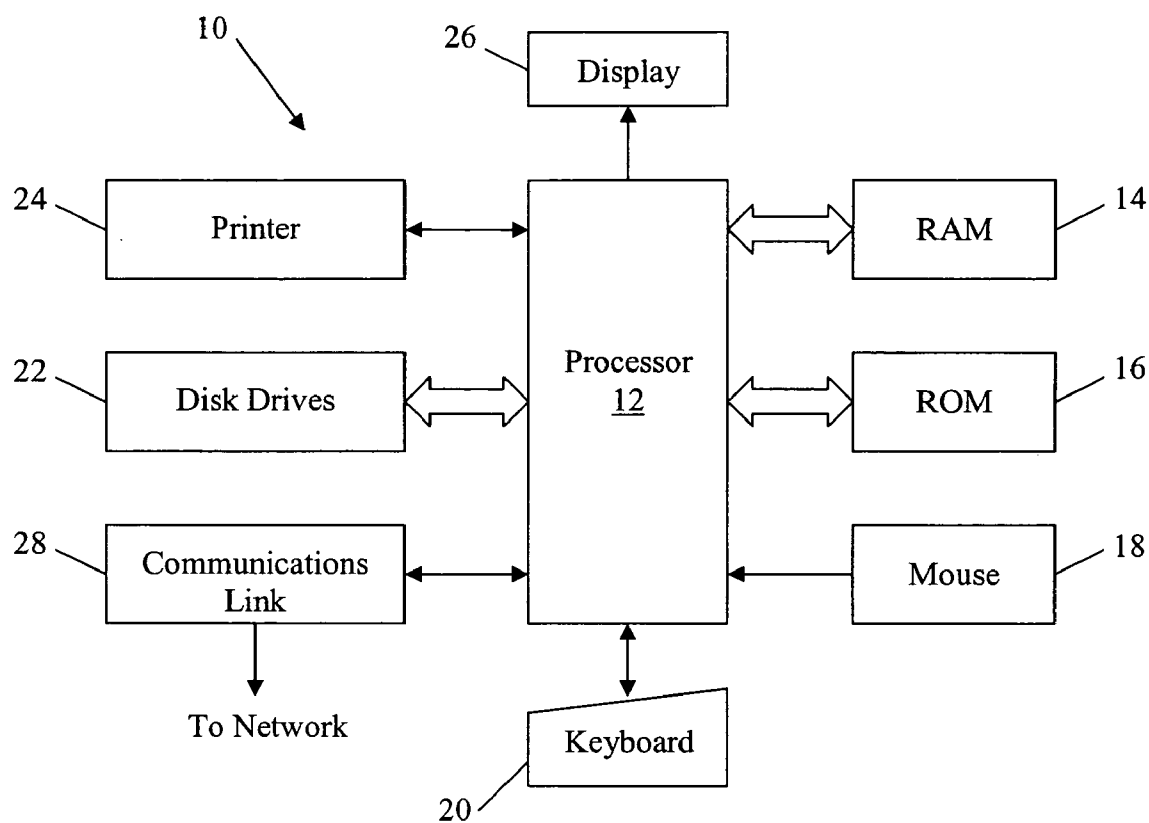 10
26
Display
24
Printer
RAM
14
22
Disk Drives
Processor
12
ROM
16
28
Communications
Link
Mouse
18
To Network
Keyboard
20